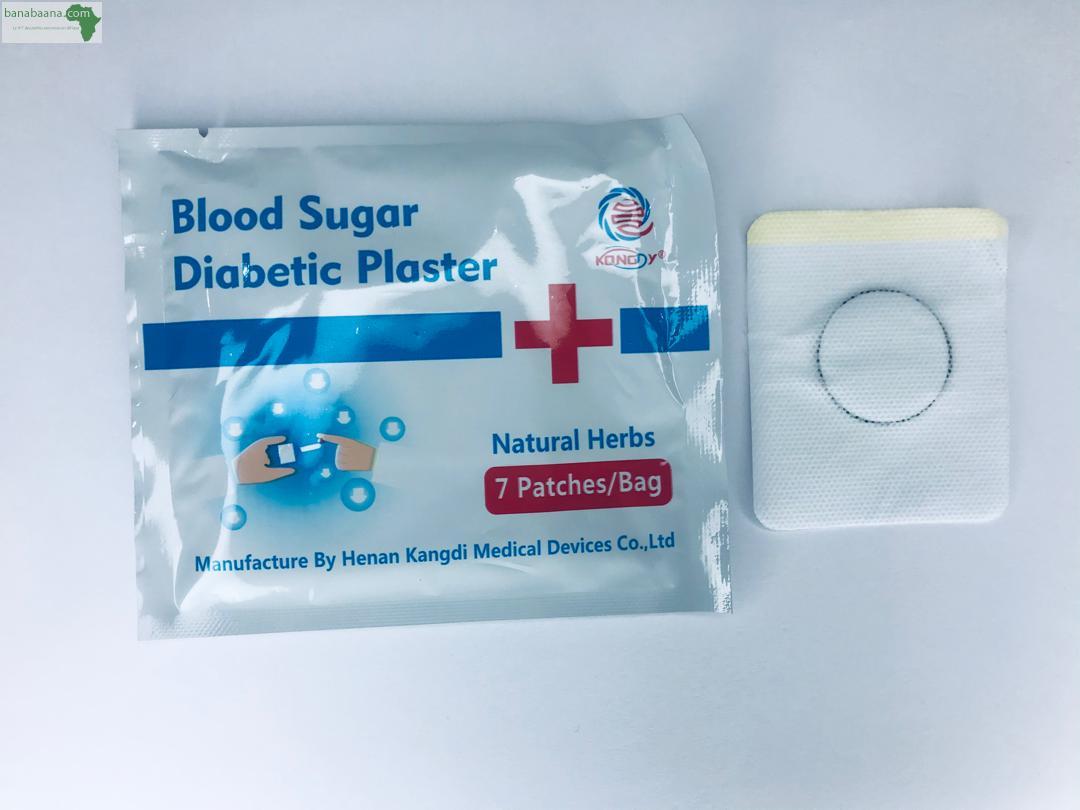 banabaana.com
Blood Sugar
Diabetic Plaster
KONGDY®
Natural Herbs
7 Patches/Bag
Manufacture By Henan Kangdi Medical Devices Co.,Ltd